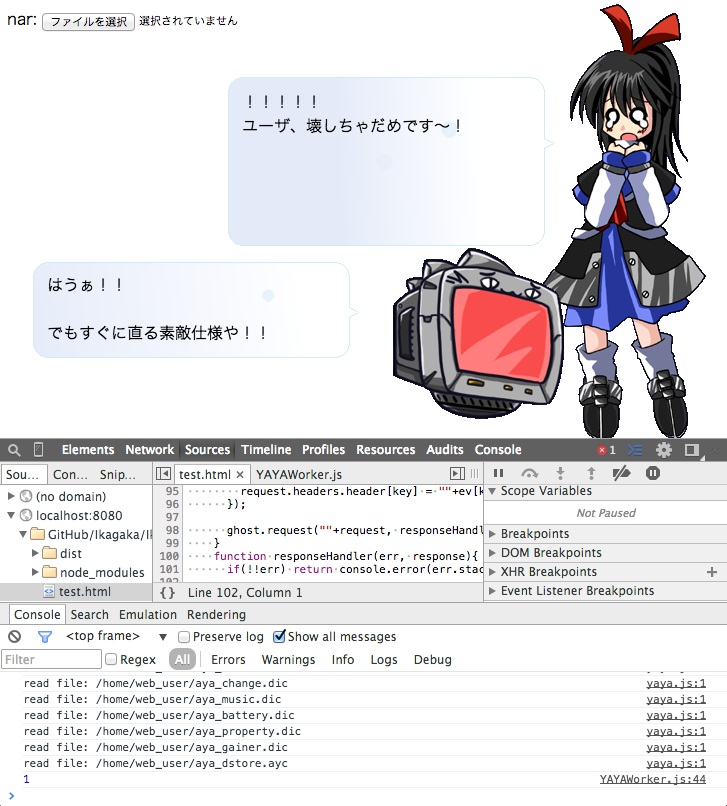 nar: ファイルを選択 選択されていません
！！！！！
ユーザ、壊しちゃだめです〜！
はうぁ！！
でもすぐに直る素敵仕様や！！
Elements Network Sources Timeline Profiles Resources Audits Console 1
Sou... Con... Snip... test.html × YAYAWorker.js
(no domain)
localhost:8080
GitHub/Ikagaka/Ik
dist
node_modules
test.html
95 request.headers.header[key] = ""+ev[k
96 });
97
98 ghost.request(""+request, responseHandl
99 }
100 function responseHandler(err, response){
101 if(!!err) return console.error(err.stac
{} Line 102, Column 1
Scope Variables
Not Paused
Breakpoints
DOM Breakpoints
XHR Breakpoints +
Event Listener Breakpoints
Console Search Emulation Rendering
<top frame> Preserve log Show all messages
Filter Regex All Errors Warnings Info Logs Debug
read file: /home/web_user/aya_change.dic yaya.js:1
read file: /home/web_user/aya_music.dic yaya.js:1
read file: /home/web_user/aya_battery.dic yaya.js:1
read file: /home/web_user/aya_property.dic yaya.js:1
read file: /home/web_user/aya_gainer.dic yaya.js:1
read file: /home/web_user/aya_dstore.ayc yaya.js:1
1 YAYAWorker.js:44
>